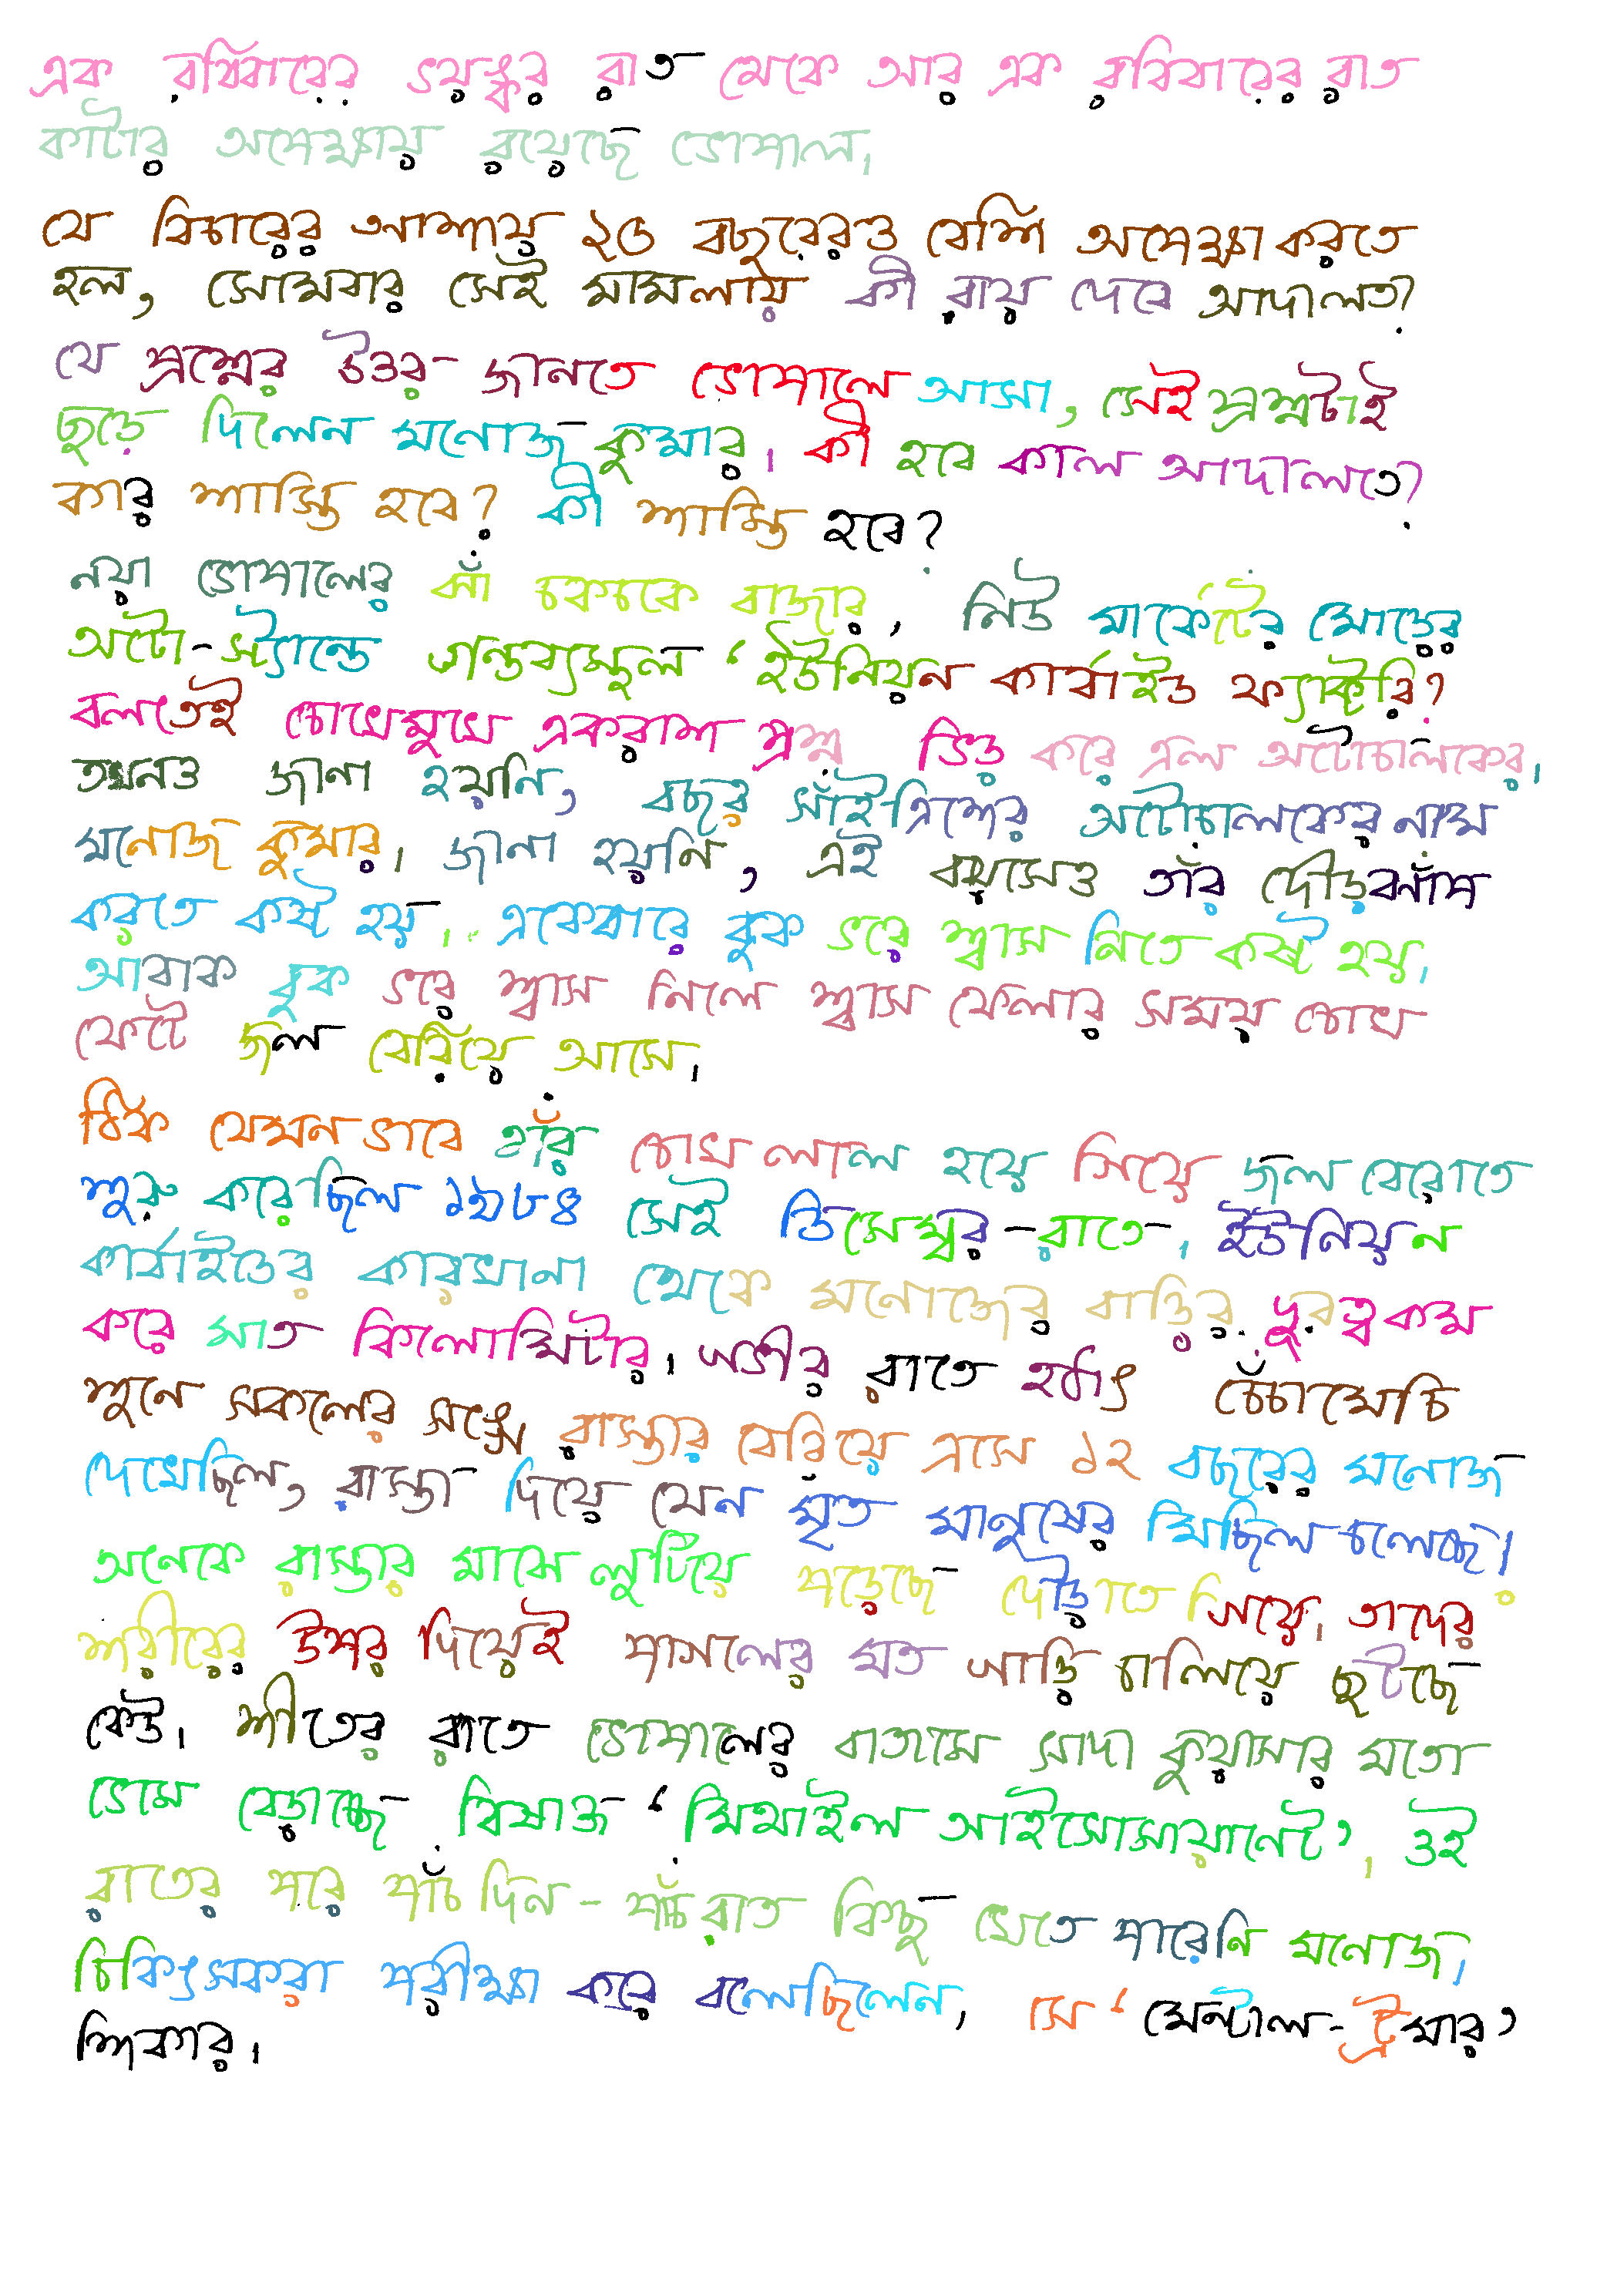 এক রবিবারের ভয়ঙ্কর রাত থেকে আর এক রবিবারের রাত
কাটার অপেক্ষায় রয়েছে ভোপাল।
যে বিচারের আশায় ২৫ বছরেরও বেশি অপেক্ষা করতে
হল, সোমবার সেই মামলায় কী রায় দেবে আদালত?
যে প্রশ্নের উত্তর জানতে ভোপালে আসা, সেই প্রশ্নটাই
ছুড়ে দিলেন মনোজ কুমার। কী হবে কাল আদালতে?
কার শাস্তি হবে? কী শাস্তি হবে?
নয়া ভোপালের ঝাঁ চকচকে বাজার, নিউ মার্কেটের মোড়ের
অটো-স্ট্যান্ডে গন্তব্যস্থল ‘ইউনিয়ন কার্বাইড ফ্যাক্টরি?
বলতেই চোখেমুখে একরাশ প্রশ্ন ভিড় করে এল অটোচালকের।
তখনও জানা হয়নি, বছর সাঁইত্রিশের অটোচালকের নাম
মনোজ কুমার। জানা হয়নি, এই বয়সেও তাঁর দৌড়ঝাঁপ
করতে কষ্ট হয়। একেবারে বুক ভরে শ্বাস নিতে কষ্ট হয়।
আবাক বুক ভরে শ্বাস নিলে শ্বাস ফেলার সময় চোখ
ফেটে জল বেরিয়ে আসে।
ঠিক যেমনভাবে তাঁর চোখ লাল হয়ে গিয়ে জল বেরোতে
শুরু করেছিল ১৯৮৪ সেই ডিসেম্বর-রাতে। ইউনিয়ন
কার্বাইডের কারখানা থেকে মনোজের বাড়ির দুরত্ব কম
করে সাত কিলোমিটার। গভীর রাতে হঠাৎ চেঁচামেচি
শুনে সকলের সঙ্গে রাস্তার বেরিয়ে এসে ১২ বছরের মনোজ
দেখেছিল, রাস্তা দিয়ে যেন মৃত মানুষের মিছিল চলেছে।
অনেকে রাস্তার মাঝে লুটিয়ে পড়েছে দৌড়াতে গিয়ে। তাদের
শরীরের উপর দিয়েই পাগলের মত গাড়ি চালিয়ে ছুটছে
কেউ। শীতের রাতে ভোপালের বাতাসে সাদা কুয়াসার মতো
ভেসে বেড়াচ্ছে বিষাক্ত ‘মিথাইল আইসোসায়ানেট’। ওই
রাতের পরে পাঁচ দিন-পাঁচ রাত কিছু খেতে পারেনি মনোজ।
চিকিৎসকরা পরীক্ষা করে বলেছিলেন, সে ‘মেন্টাল-ট্রমার’
শিকার।